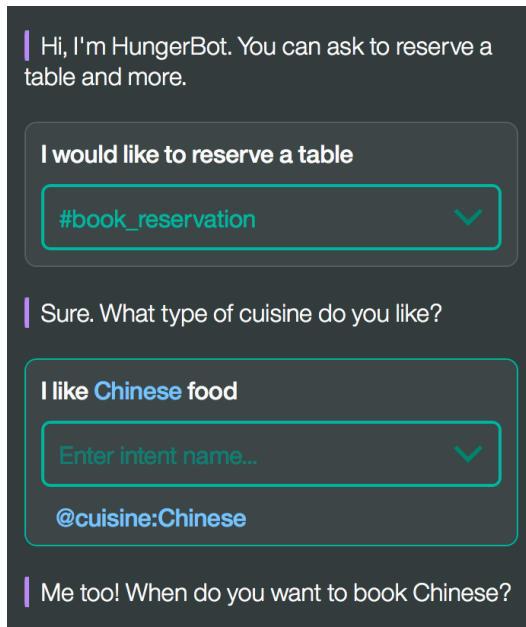 Hi, I'm HungerBot. You can ask to reserve a
table and more.
I would like to reserve a table
#book_reservation
Sure. What type of cuisine do you like?
I like Chinese food
Enter intent name...
@cuisine:Chinese
Me too! When do you want to book Chinese?